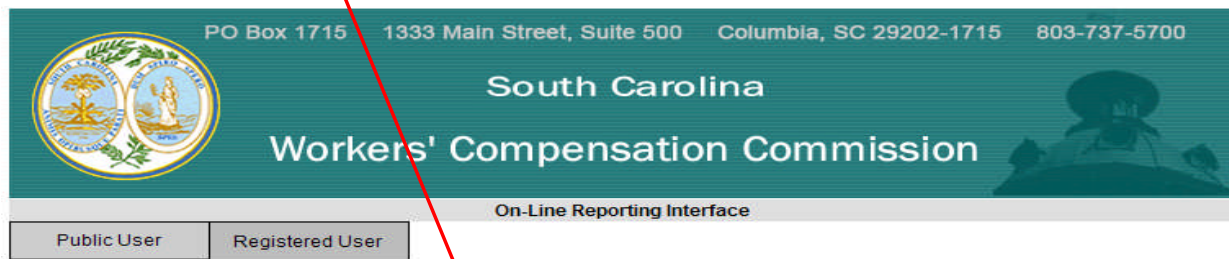 PO Box 1715 1333 Main Street, Suite 500 Columbia, SC 29202-1715 803-737-5700
South Carolina
Workers' Compensation Commission
On-Line Reporting Interface
Public User Registered User